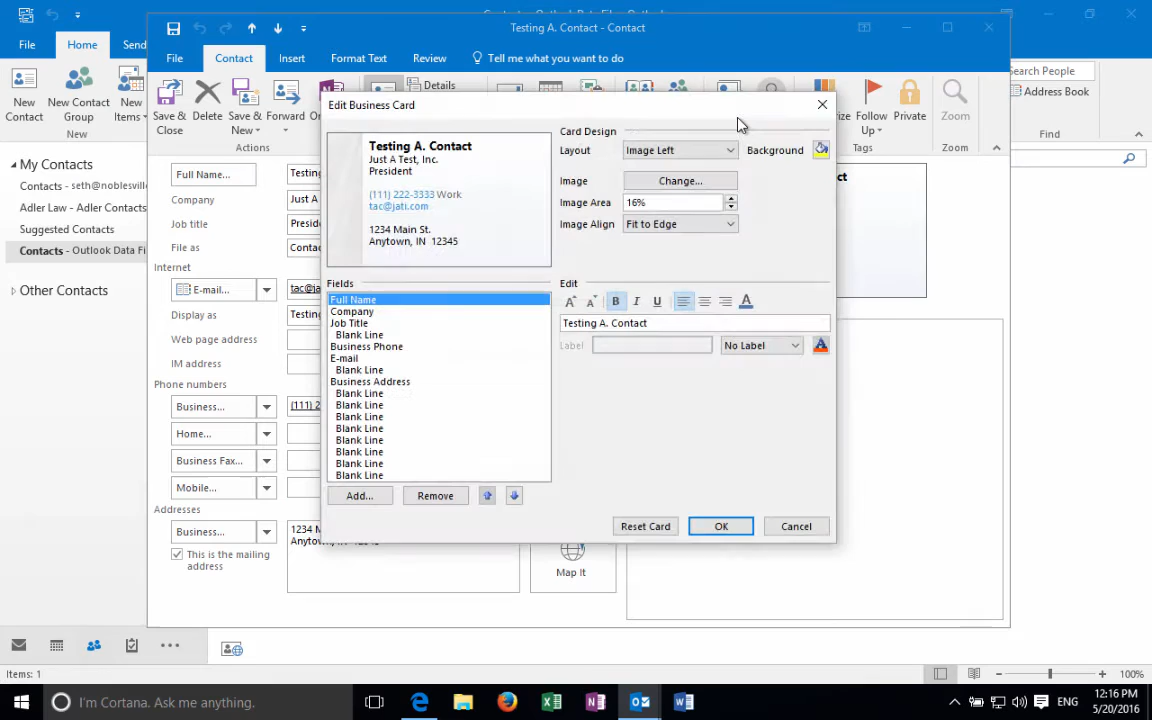 Testing A. Contact - Contact
File
Home
Send
File
Contact
Insert
Format Text
Review
Tell me what you want to do
New Contact
New Contact Group
New Items
New
Save & Close
Delete
Save & New
Forward
Details
Actions
Follow Up
Private
Tags
Zoom
Zoom
Search People
Address Book
Find
My Contacts
Contacts - seth@noblesvill
Adler Law - Adler Contacts
Suggested Contacts
Contacts - Outlook Data Fi
Other Contacts
Full Name...
Company
Just A
Job title
File as
Internet
E-mail...
Display as
Web page address
IM address
Phone numbers
Business...
(111) 2
Home...
Business Fax...
Mobile...
Addresses
Business...
1234 M
This is the mailing address
Map It
Edit Business Card
Testing A. Contact
Just A Test, Inc.
President
(111) 222-3333 Work
tac@jati.com
1234 Main St.
Anytown, IN 12345
Card Design
Layout
Image Left
Background
Image
Change...
Image Area
16%
Image Align
Fit to Edge
Fields
Full Name
Company
Job Title
Blank Line
Business Phone
E-mail
Blank Line
Business Address
Blank Line
Blank Line
Blank Line
Blank Line
Blank Line
Blank Line
Blank Line
Blank Line
Add...
Remove
Edit
Testing A. Contact
Label
No Label
Reset Card
OK
Cancel
Items: 1
100%
I'm Cortana. Ask me anything.
ENG
12:16 PM
5/20/2016